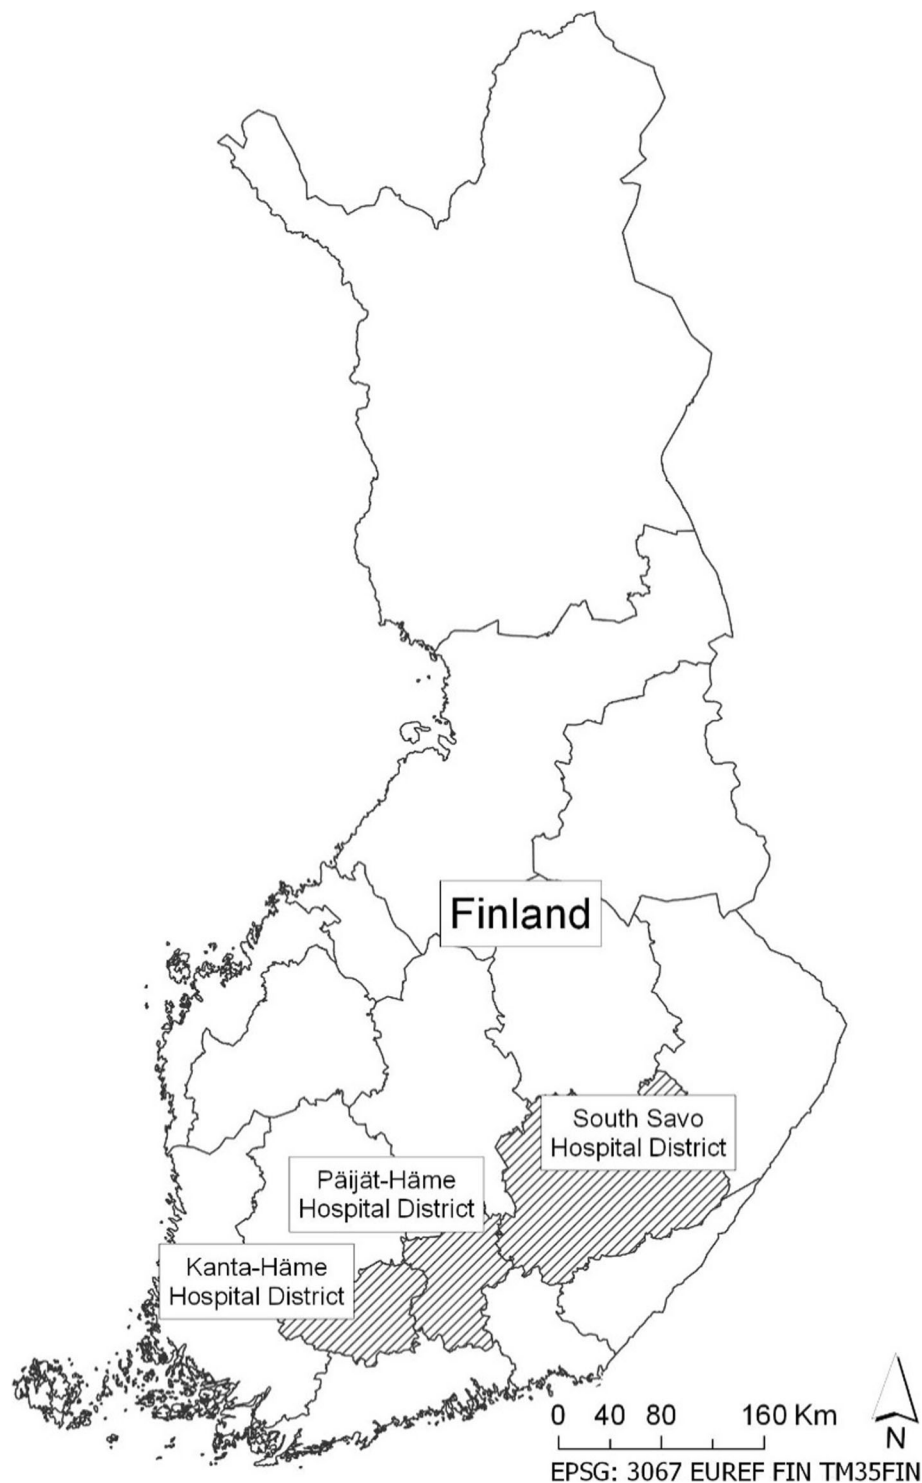 Finland
South Savo
Hospital District
Päijät-Häme
Hospital District
Kanta-Häme
Hospital District
0 40 80 160 Km
N
EPSG: 3067 EUREF FIN TM35FIN